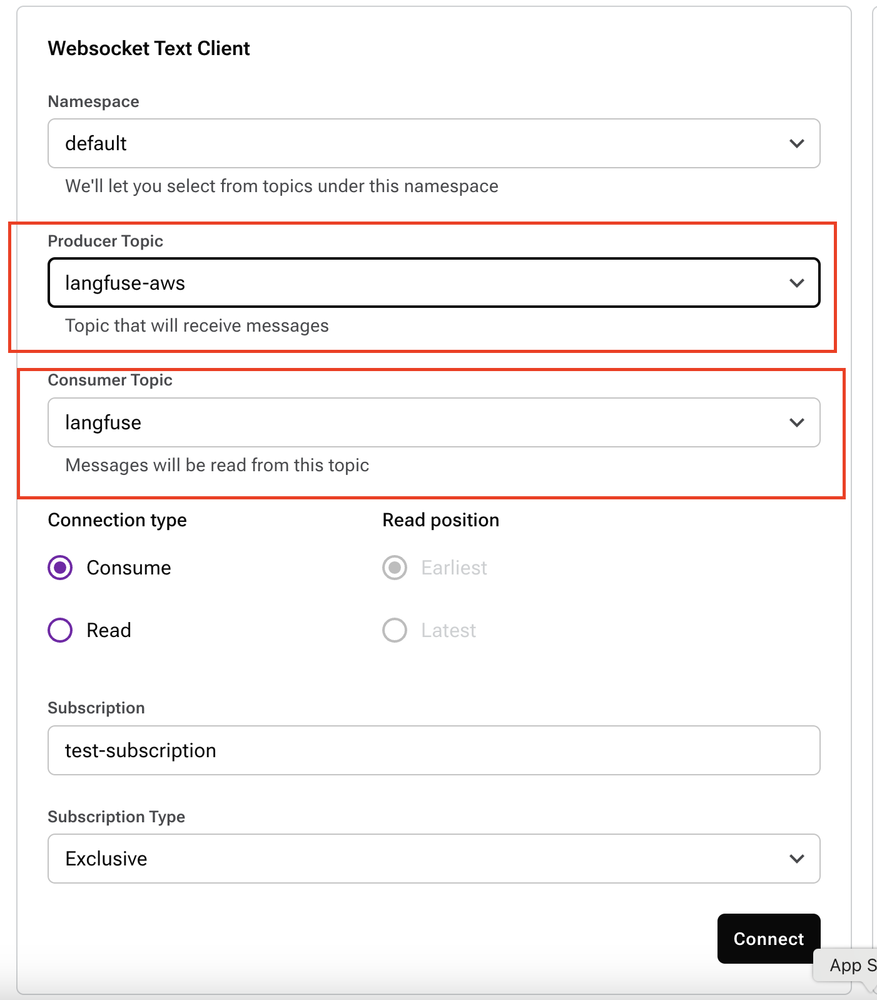 Websocket Text Client
Namespace
default
We'll let you select from topics under this namespace
Producer Topic
langfuse-aws
Topic that will receive messages
Consumer Topic
langfuse
Messages will be read from this topic
Connection type
Read position
Consume
Earliest
Read
Latest
Subscription
test-subscription
Subscription Type
Exclusive
Connect
App S